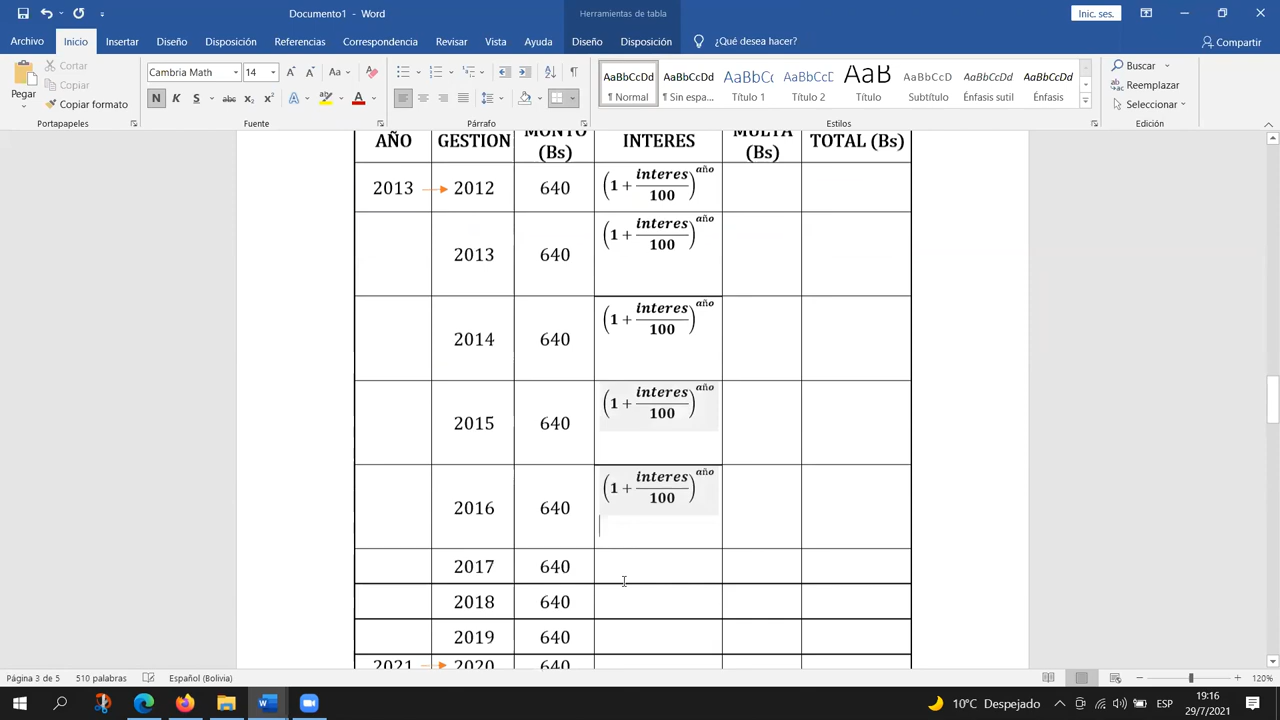 Documento1 - Word
Herramientas de tabla
Inic. ses.
Archivo Inicio Insertar Diseño Disposición Referencias Correspondencia Revisar Vista Ayuda Diseño Disposición ¿Qué desea hacer? Compartir
Pegar
Cortar
Copiar
Copiar formato
Portapapeles
Cambria Math 14
N K S abc x₂ x²
Fuente
Párrafo
AaBbCcDd AaBbCcDd AaBbCc AaBbCcD AaB AaBbCcD AaBbCcDd AaBbCcDd
¶ Normal ¶ Sin espa... Título 1 Título 2 Título Subtítulo Énfasis sutil Énfasis
Estilos
Buscar
Reemplazar
Seleccionar
Edición
AÑO GESTION MONTO (Bs) INTERES MULTA (Bs) TOTAL (Bs)
2013 2012 640 (1 + interes/100)^año
2013 640 (1 + interes/100)^año
2014 640 (1 + interes/100)^año
2015 640 (1 + interes/100)^año
2016 640 (1 + interes/100)^año
2017 640
2018 640
2019 640
2021 2020 640
Página 3 de 5 510 palabras Español (Bolivia) 120%
10°C Despejado ESP 19:16
29/7/2021